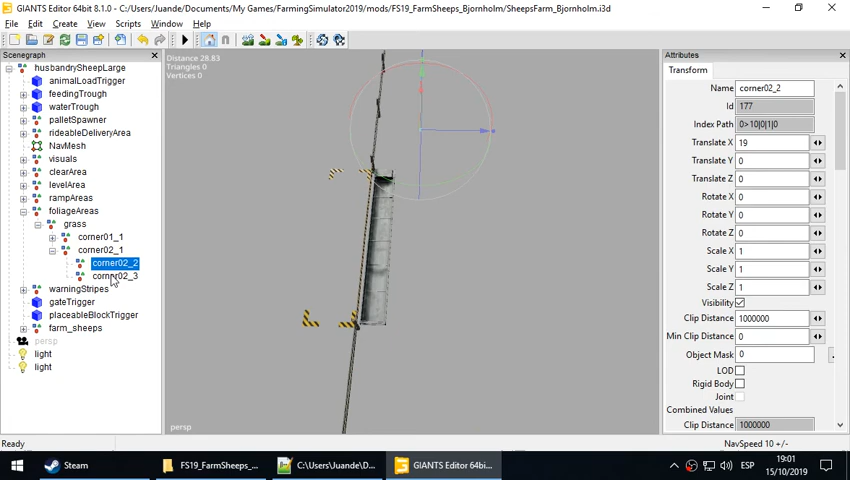 GIANTS Editor 64bit 8.1.0 - C:/Users/Juande/Documents/My Games/FarmingSimulator2019/mods/FS19_FarmSheeps_Bjornholm/SheepsFarm_Bjornholm.i3d
File Edit Create View Scripts Window Help
Scenegraph
husbandrySheepLarge
animalLoadTrigger
feedingTrough
waterTrough
palletSpawner
rideableDeliveryArea
NavMesh
visuals
clearArea
levelArea
rampAreas
foliageAreas
grass
corner01_1
corner02_1
corner02_2
corner02_3
warningStripes
gateTrigger
placeableBlockTrigger
farm_sheeps
persp
light
light
Distance 28.83
Triangles 0
Vertices 0
persp
Attributes
Transform
Name corner02_2
Id 177
Index Path 0>10|0|1|0
Translate X 19
Translate Y 0
Translate Z 0
Rotate X 0
Rotate Y 0
Rotate Z 0
Scale X 1
Scale Y 1
Scale Z 1
Visibility
Clip Distance 1000000
Min Clip Distance 0
Object Mask 0
LOD
Rigid Body
Joint
Combined Values
Clip Distance 1000000
Ready
NavSpeed 10 +/-
Steam
FS19_FarmSheeps_...
C:\Users\Juande\D...
GIANTS Editor 64bi...
ESP
19:01
15/10/2019